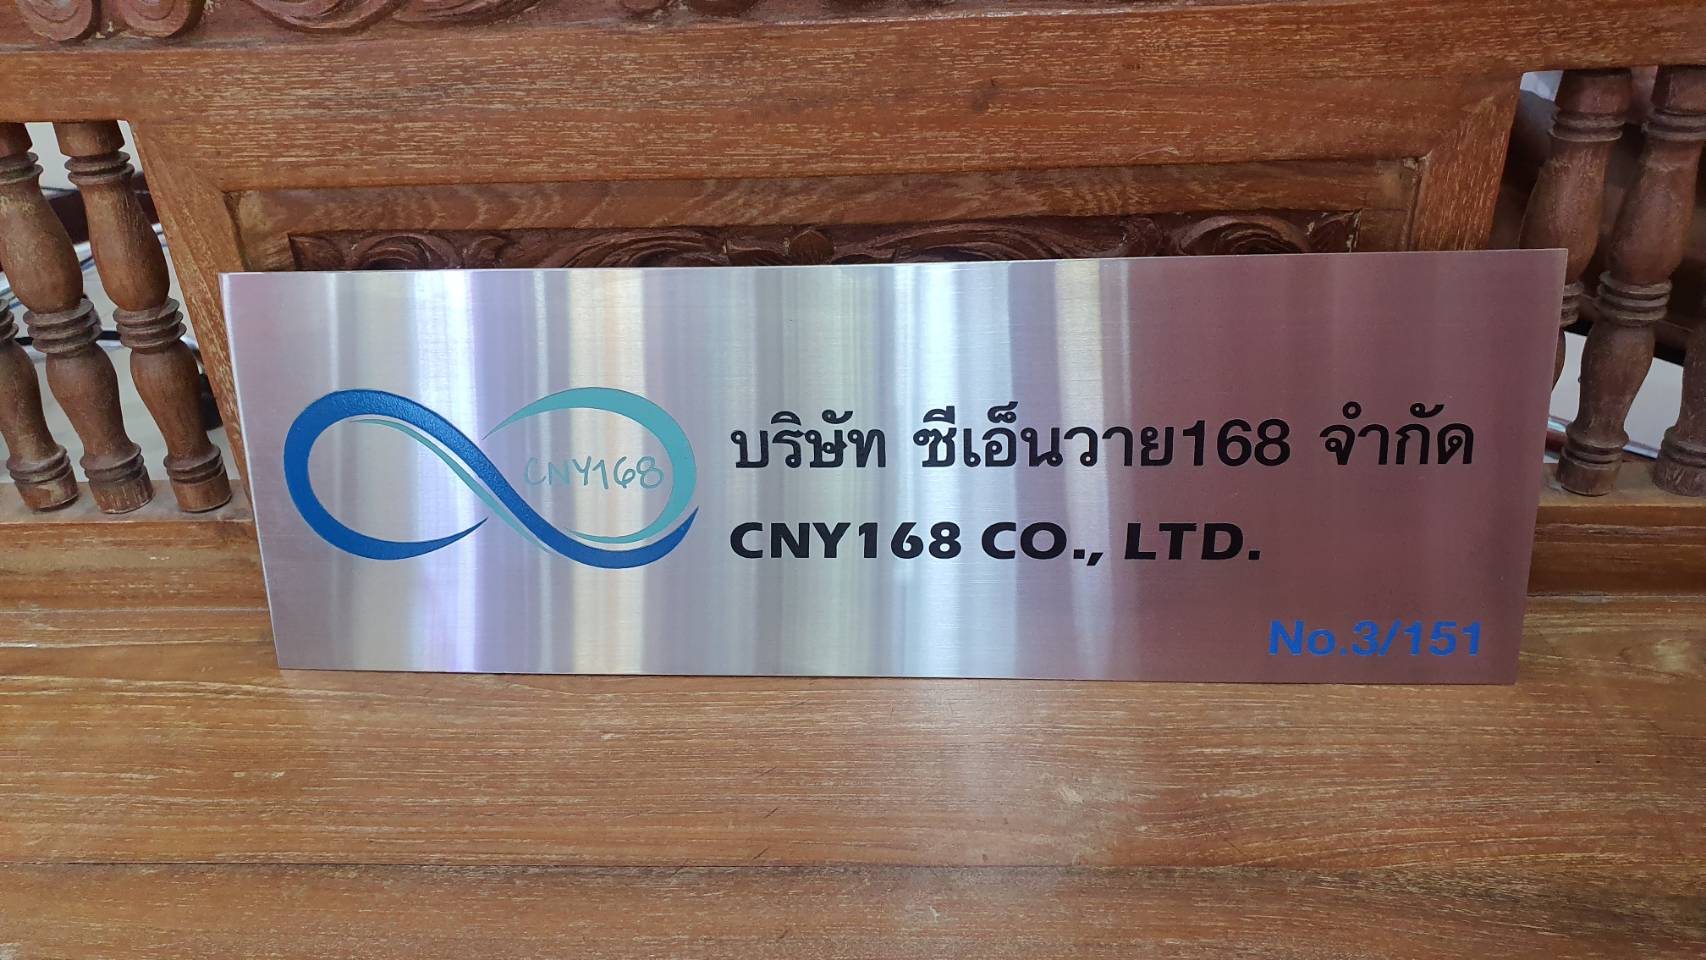 CNY168
บริษัท ซีเอ็นวาย168 จำกัด
CNY168 CO., LTD.
No.3/151